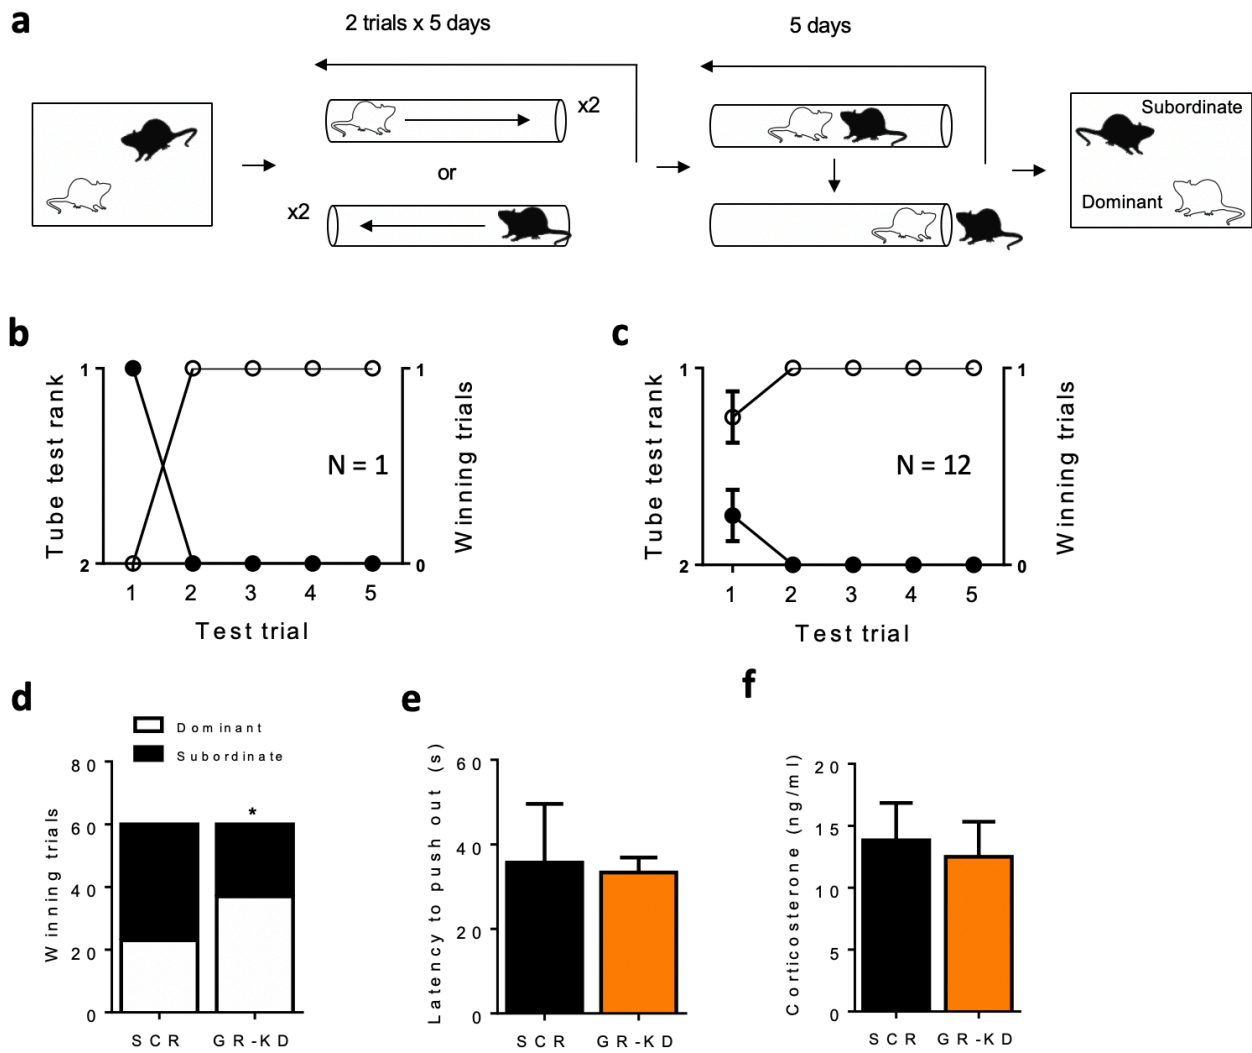 a
2 trials x 5 days
5 days
x2
or
x2
Subordinate
Dominant
b
Tube test rank
1
2
N = 1
1
0
Winning trials
1 2 3 4 5
Test trial
c
Tube test rank
1
2
N = 12
1
0
Winning trials
1 2 3 4 5
Test trial
d
Dominant
Subordinate
Winning trials
80
60
40
20
0
*
SCR GR-KD
e
Latency to push out (s)
60
40
20
0
SCR GR-KD
f
Corticosterone (ng/ml)
20
15
10
5
0
SCR GR-KD